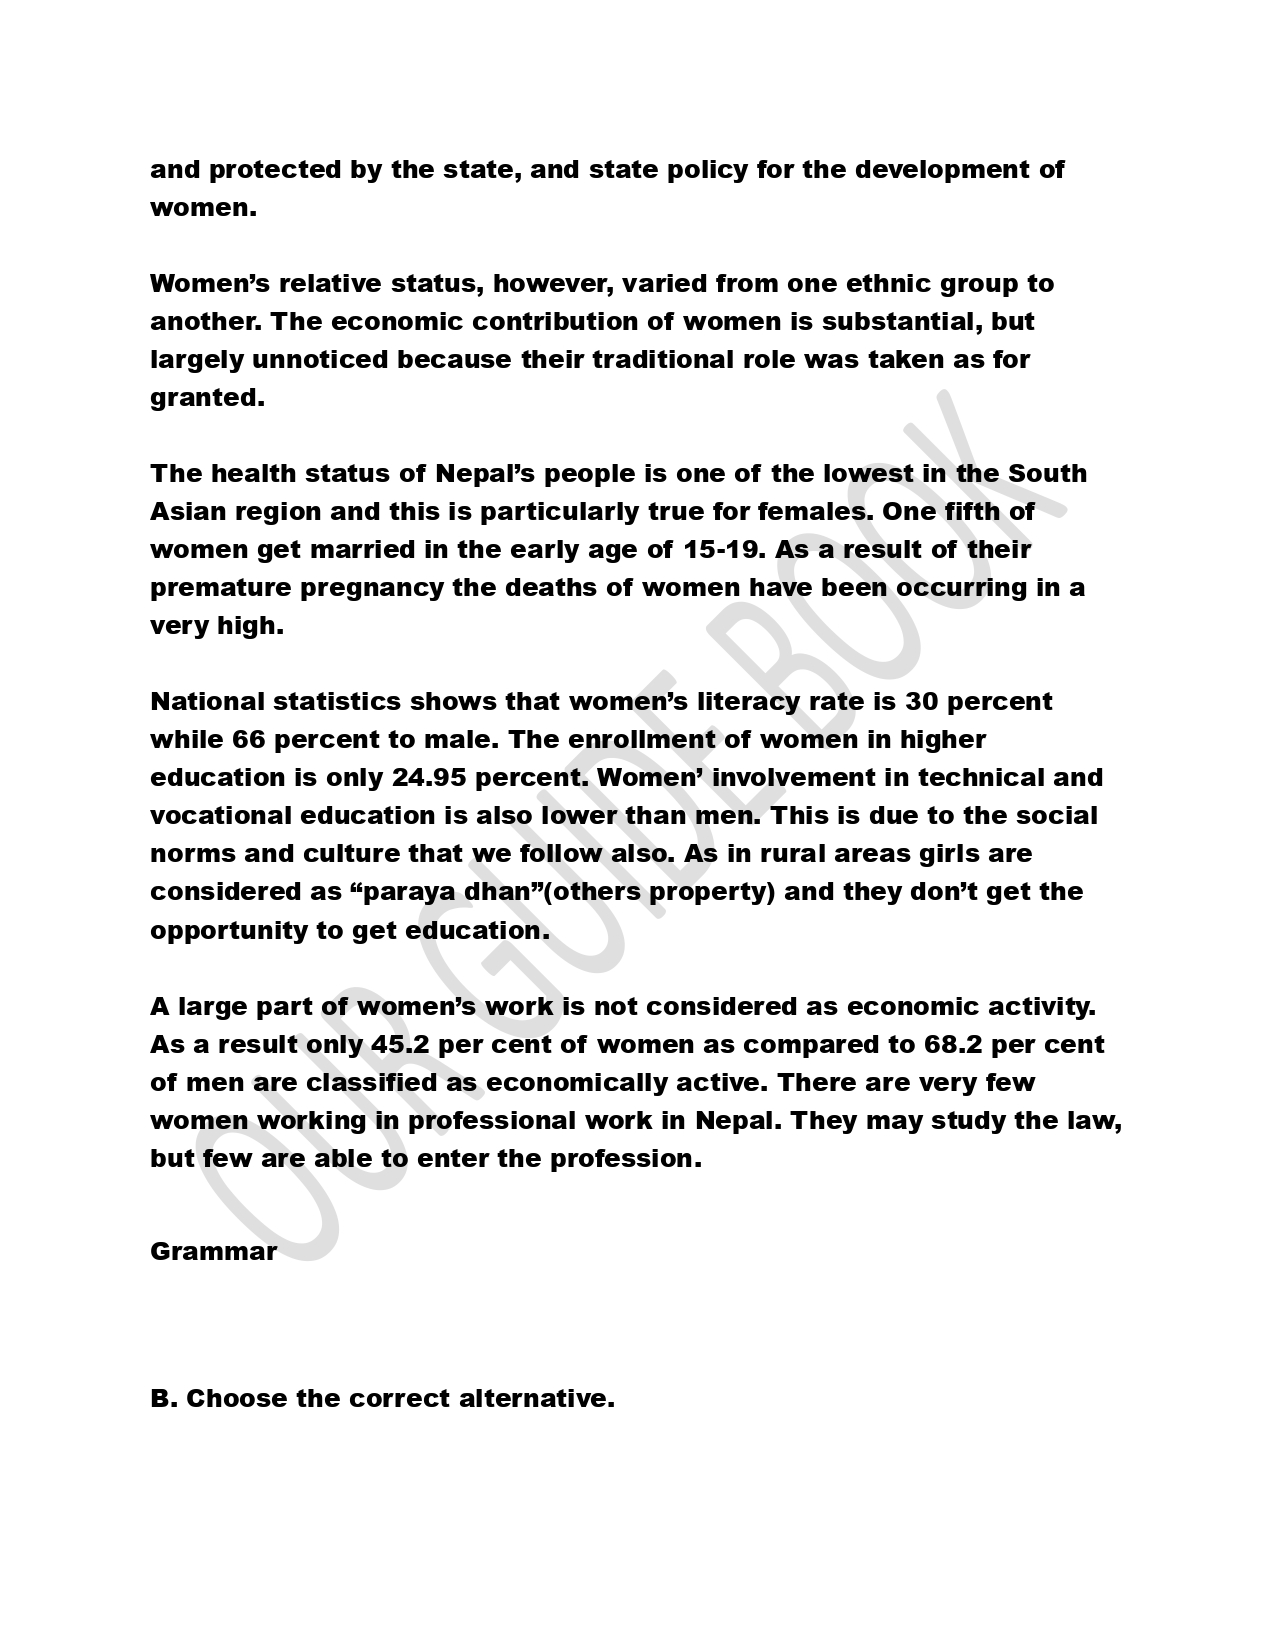 and protected by the state, and state policy for the development of
women.
Women’s relative status, however, varied from one ethnic group to
another. The economic contribution of women is substantial, but
largely unnoticed because their traditional role was taken as for
granted.
The health status of Nepal’s people is one of the lowest in the South
Asian region and this is particularly true for females. One fifth of
women get married in the early age of 15-19. As a result of their
premature pregnancy the deaths of women have been occurring in a
very high.
National statistics shows that women’s literacy rate is 30 percent
while 66 percent to male. The enrollment of women in higher
education is only 24.95 percent. Women’ involvement in technical and
vocational education is also lower than men. This is due to the social
norms and culture that we follow also. As in rural areas girls are
considered as “paraya dhan”(others property) and they don’t get the
opportunity to get education.
A large part of women’s work is not considered as economic activity.
As a result only 45.2 per cent of women as compared to 68.2 per cent
of men are classified as economically active. There are very few
women working in professional work in Nepal. They may study the law,
but few are able to enter the profession.
Grammar
B. Choose the correct alternative.
OUR GUIDE BOOK